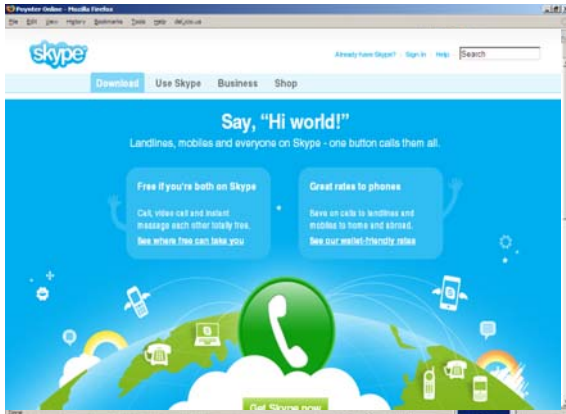 Poynter Online - Mozilla Firefox
File Edit View History Bookmarks Tools Help del.icio.us
skype
Already have Skype? Sign in Help Search
Download Use Skype Business Shop
Say, “Hi world!”
Landlines, mobiles and everyone on Skype - one button calls them all.
Free if you're both on Skype
Call, video call and instant
message each other totally free.
See where free can take you
Great rates to phones
Save on calls to landlines and
mobiles to home and abroad.
See our wallet-friendly rates
Get Skype now